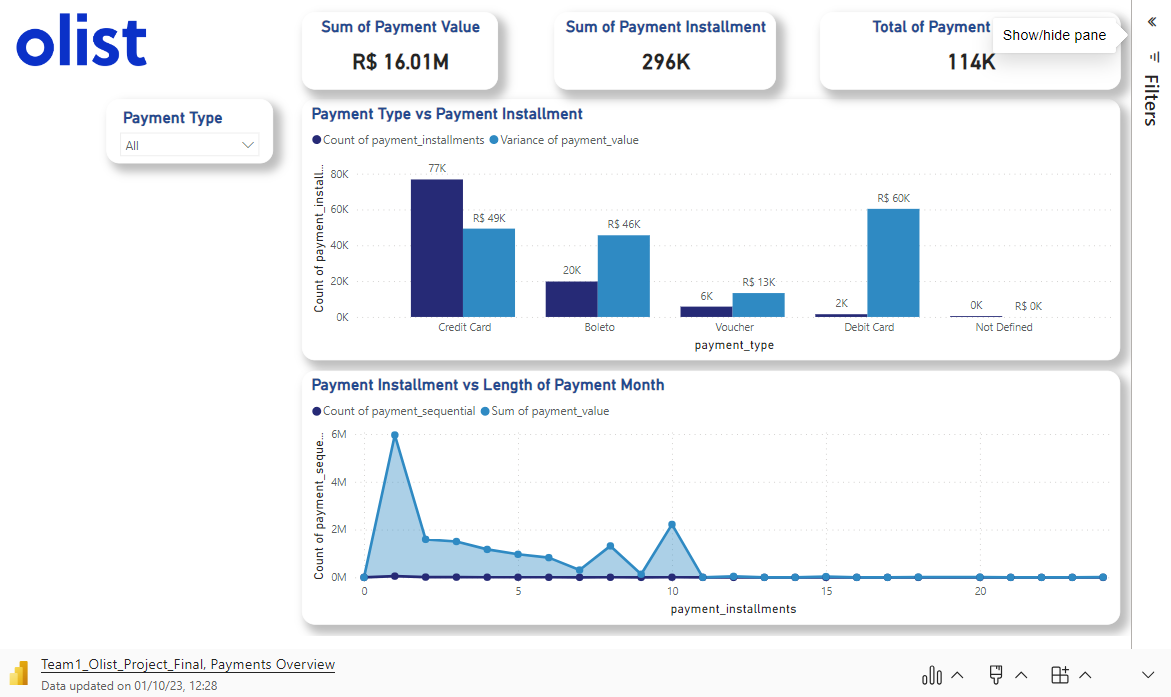 olist
Sum of Payment Value
R$ 16.01M
Sum of Payment Installment
296K
Total of Payment
114K
Show/hide pane
Filters
Payment Type
All
Payment Type vs Payment Installment
Count of payment_installments Variance of payment_value
Count of payment_install...
80K
60K
40K
20K
0K
77K
R$ 49K
20K
R$ 46K
6K
R$ 13K
2K
R$ 60K
0K
R$ 0K
Credit Card Boleto Voucher Debit Card Not Defined
payment_type
Payment Installment vs Length of Payment Month
Count of payment_sequential Sum of payment_value
Count of payment_seque...
6M
4M
2M
0M
0 5 10 15 20
payment_installments
Team1_Olist_Project_Final, Payments Overview
Data updated on 01/10/23, 12:28